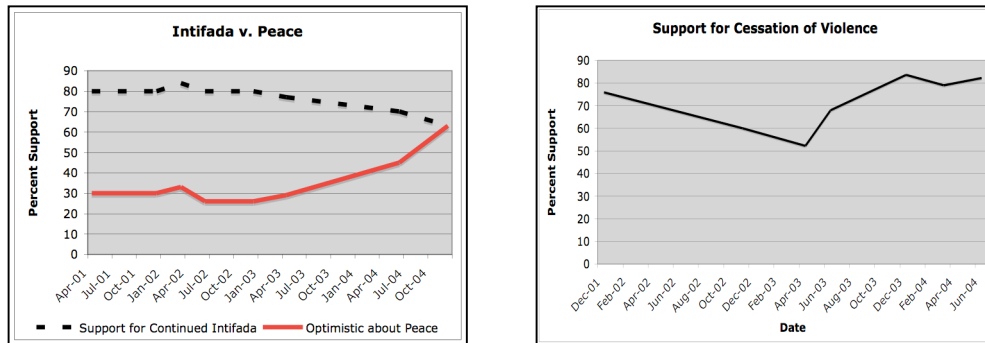 Intifada v. Peace
Percent Support
90
80
70
60
50
40
30
20
10
0
Apr-01
Jul-01
Oct-01
Jan-02
Apr-02
Jul-02
Oct-02
Jan-03
Apr-03
Jul-03
Oct-03
Jan-04
Apr-04
Jul-04
Oct-04
Support for Continued Intifada
Optimistic about Peace
Support for Cessation of Violence
Percent Support
90
80
70
60
50
40
30
20
10
0
Dec-01
Feb-02
Apr-02
Jun-02
Aug-02
Oct-02
Dec-02
Feb-03
Apr-03
Jun-03
Aug-03
Oct-03
Dec-03
Feb-04
Apr-04
Jun-04
Date